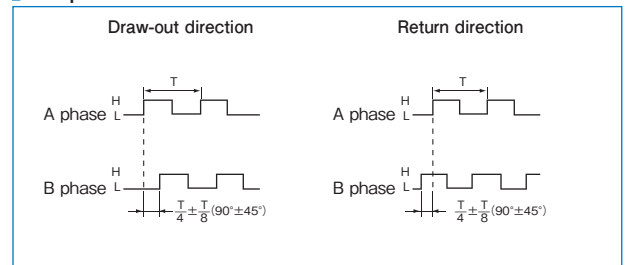 Draw-out direction
T
A phase H L
B phase H L
T/4±T/8(90°±45°)
Return direction
T
A phase H L
B phase H L
T/4±T/8(90°±45°)